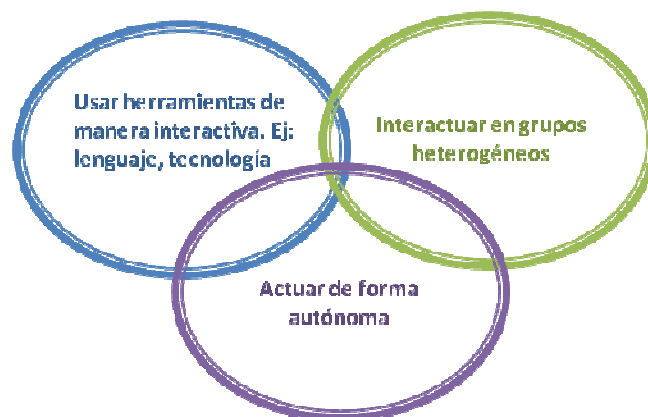 Usar herramientas de
manera interactiva. Ej:
lenguaje, tecnología
Interactuar en grupos
heterogéneos
Actuar de forma
autónoma